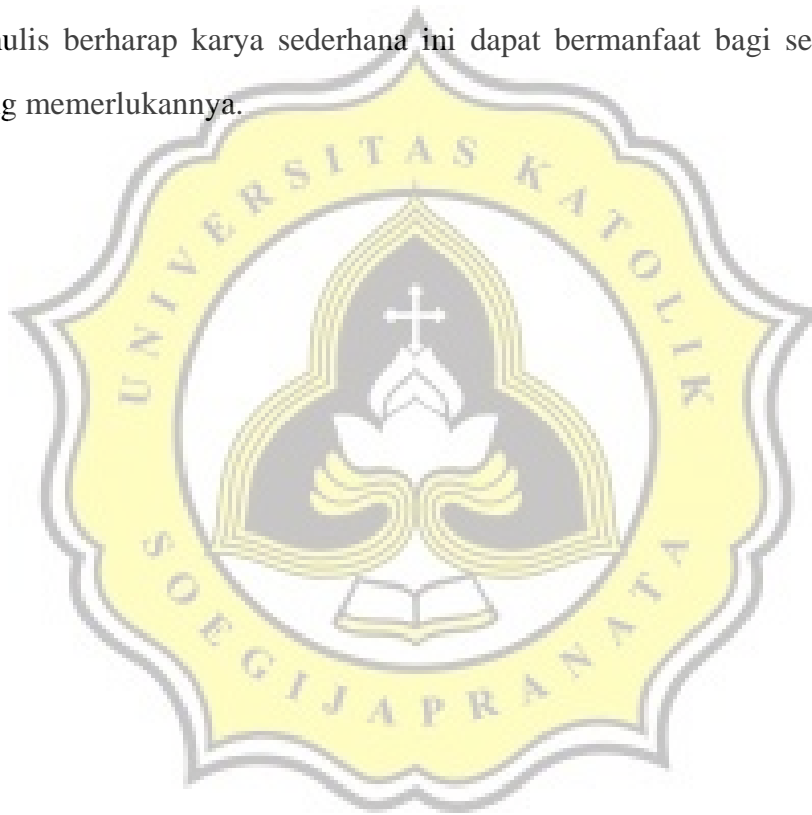 ulis berharap karya sederhana ini dapat bermanfaat bagi se
g memerlukannya.
UNIVERSITAS KATOLIK
SOEGIJAPRANATA